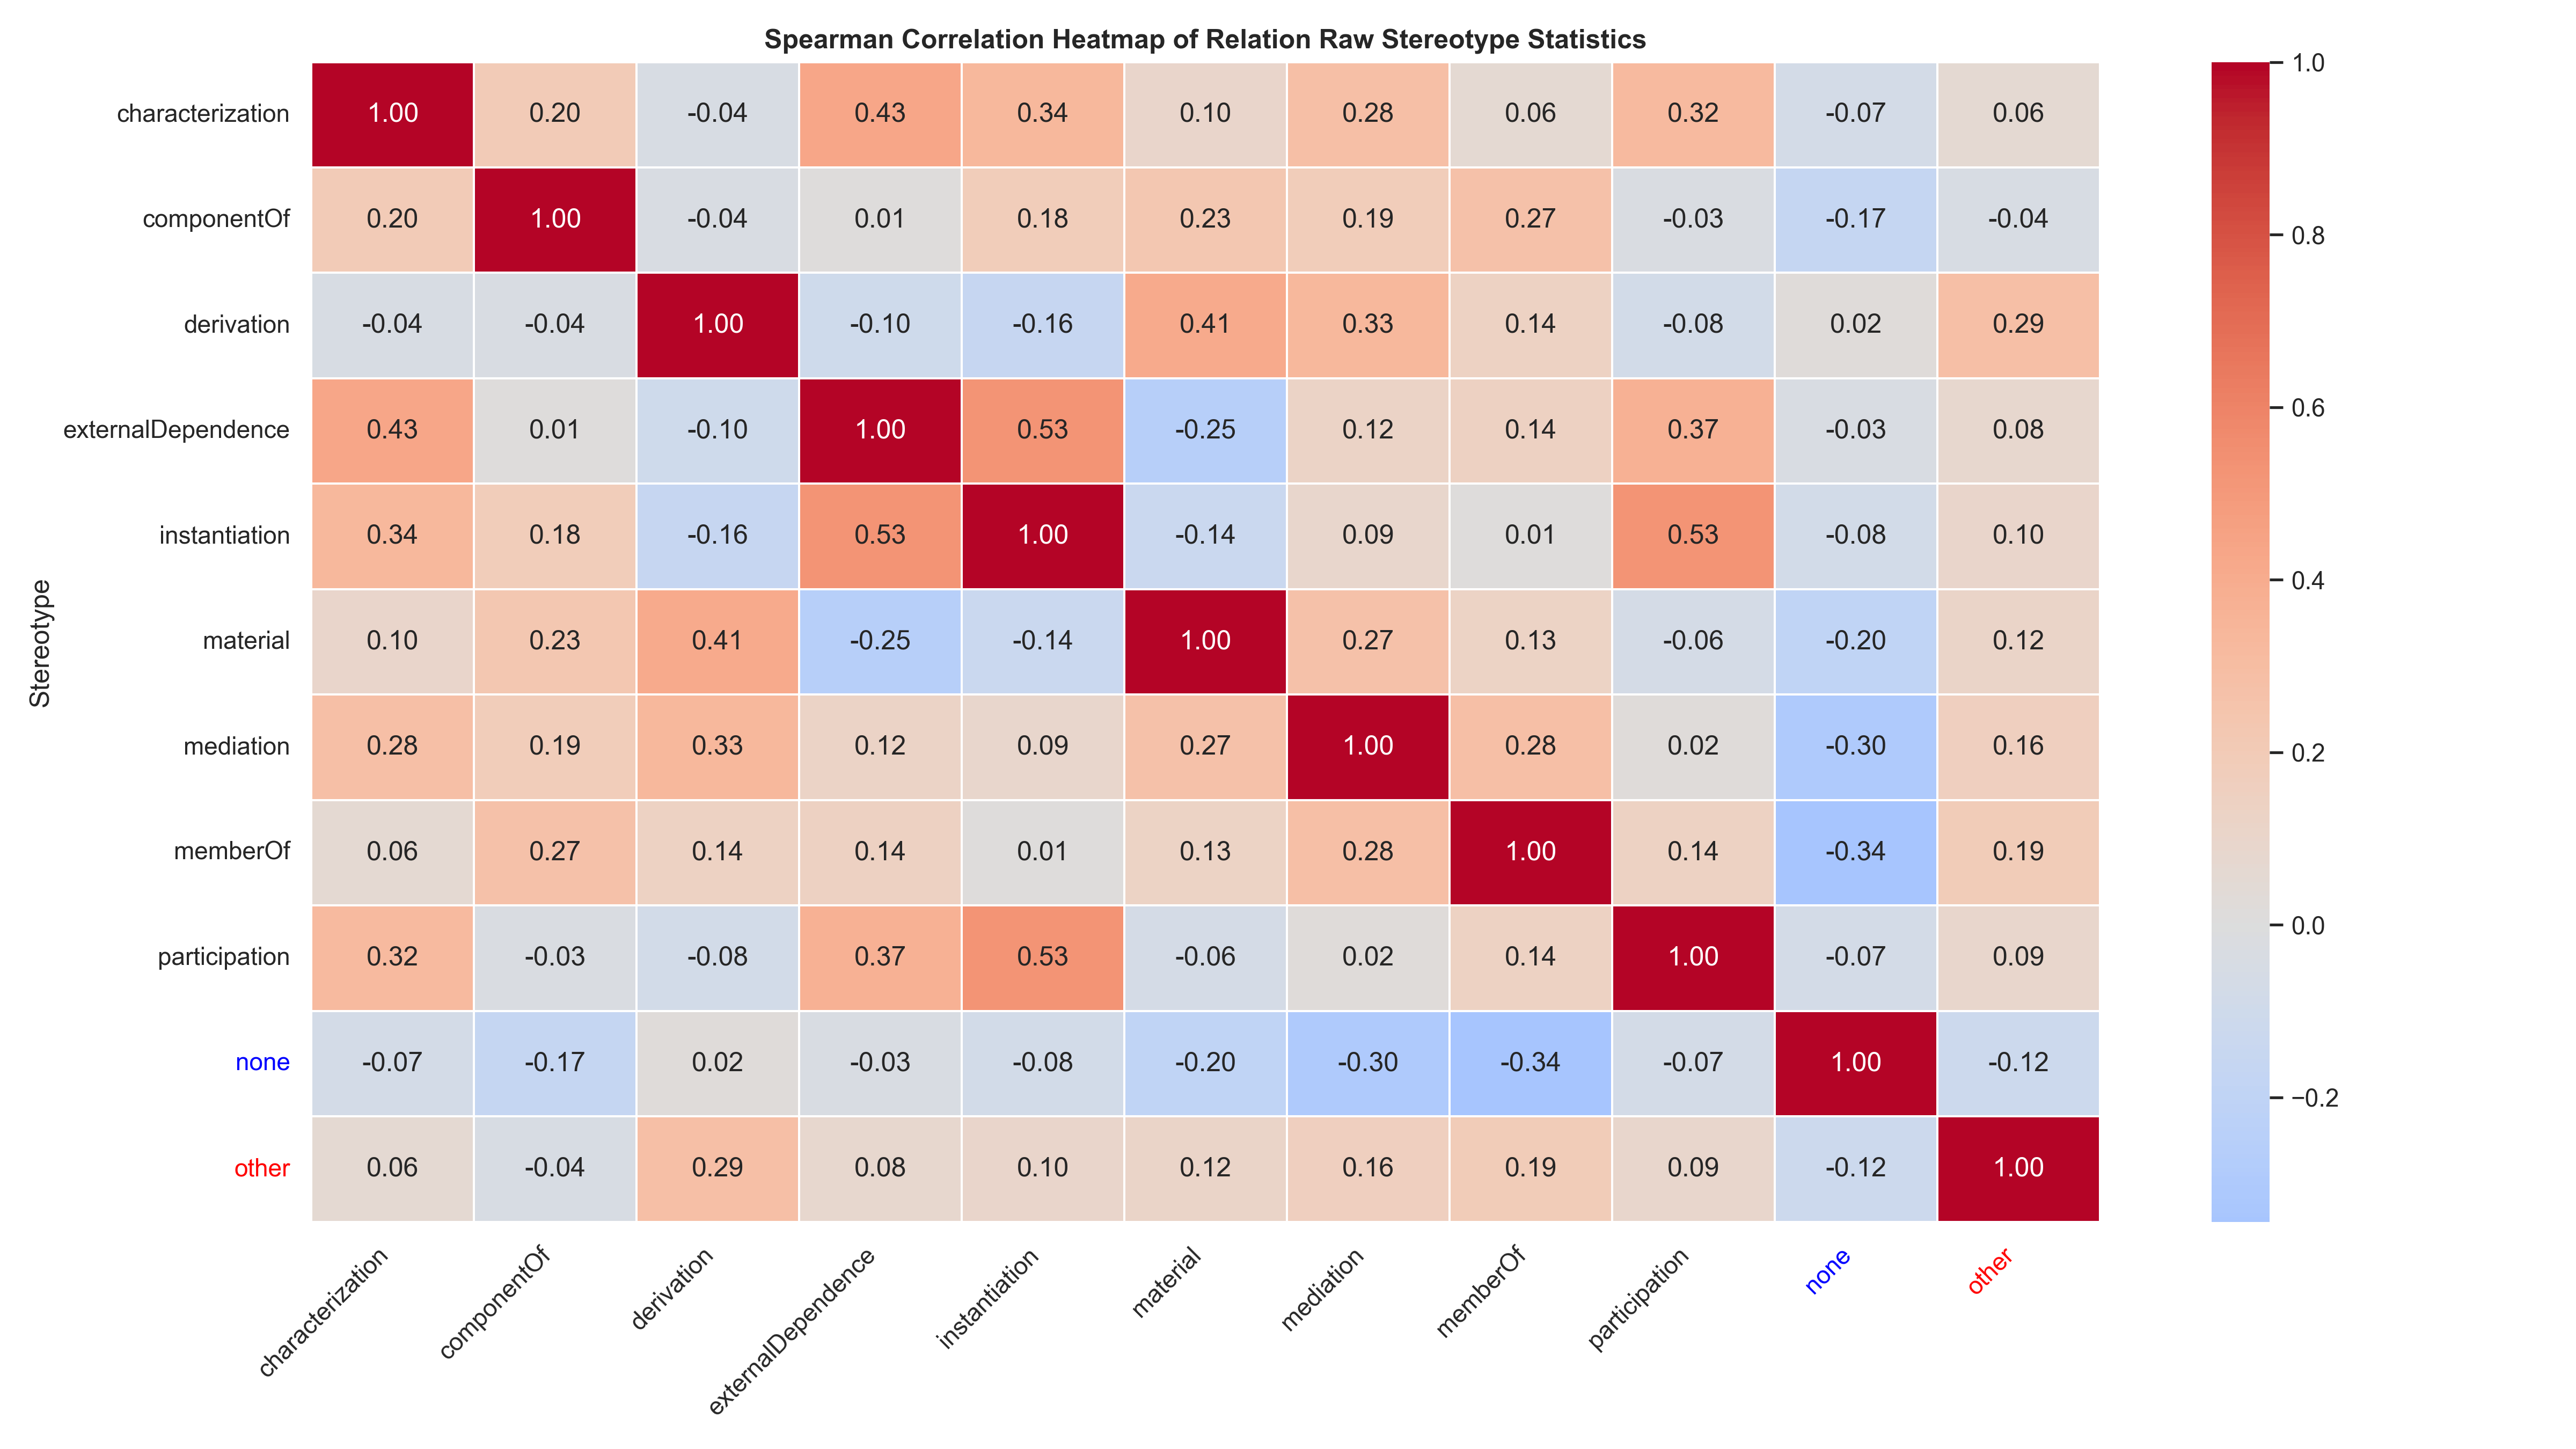 Spearman Correlation Heatmap of Relation Raw Stereotype Statistics
Stereotype
characterization 1.00 0.20 -0.04 0.43 0.34 0.10 0.28 0.06 0.32 -0.07 0.06
componentOf 0.20 1.00 -0.04 0.01 0.18 0.23 0.19 0.27 -0.03 -0.17 -0.04
derivation -0.04 -0.04 1.00 -0.10 -0.16 0.41 0.33 0.14 -0.08 0.02 0.29
externalDependence 0.43 0.01 -0.10 1.00 0.53 -0.25 0.12 0.14 0.37 -0.03 0.08
instantiation 0.34 0.18 -0.16 0.53 1.00 -0.14 0.09 0.01 0.53 -0.08 0.10
material 0.10 0.23 0.41 -0.25 -0.14 1.00 0.27 0.13 -0.06 -0.20 0.12
mediation 0.28 0.19 0.33 0.12 0.09 0.27 1.00 0.28 0.02 -0.30 0.16
memberOf 0.06 0.27 0.14 0.14 0.01 0.13 0.28 1.00 0.14 -0.34 0.19
participation 0.32 -0.03 -0.08 0.37 0.53 -0.06 0.02 0.14 1.00 -0.07 0.09
none -0.07 -0.17 0.02 -0.03 -0.08 -0.20 -0.30 -0.34 -0.07 1.00 -0.12
other 0.06 -0.04 0.29 0.08 0.10 0.12 0.16 0.19 0.09 -0.12 1.00
characterization componentOf derivation externalDependence instantiation material mediation memberOf participation none other
1.0
0.8
0.6
0.4
0.2
0.0
−0.2